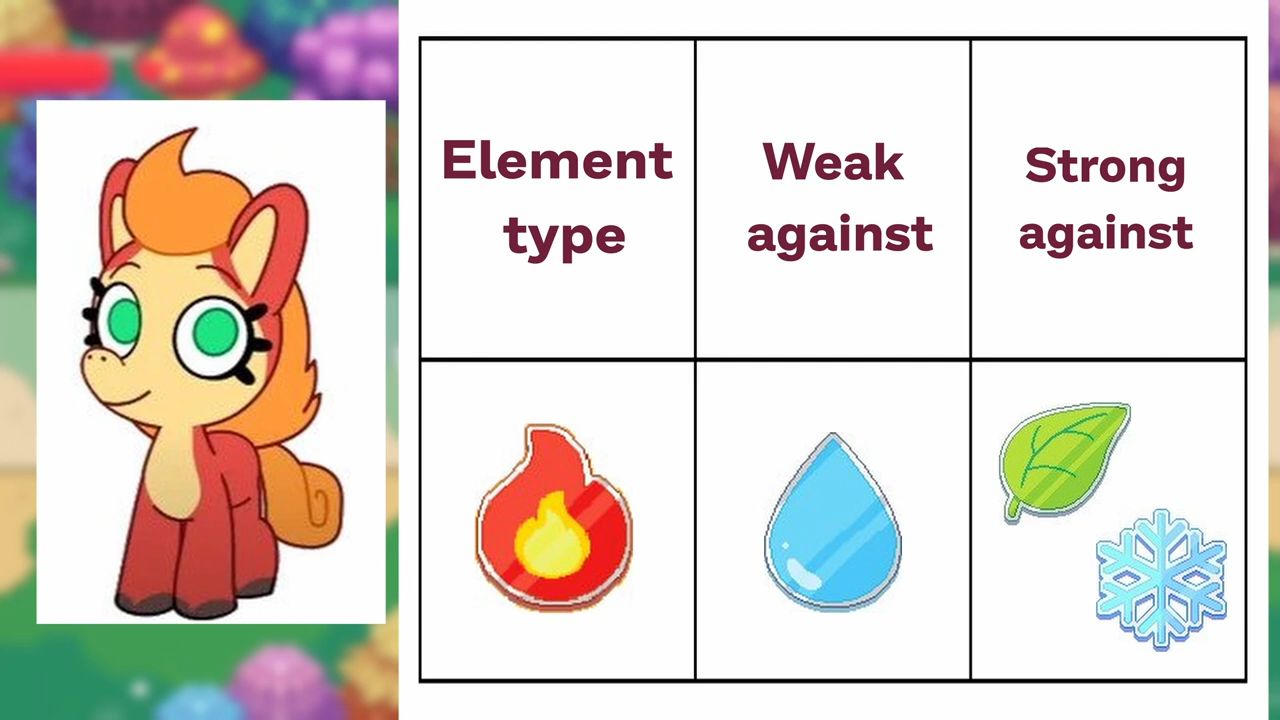 Element
type
Weak
against
Strong
against